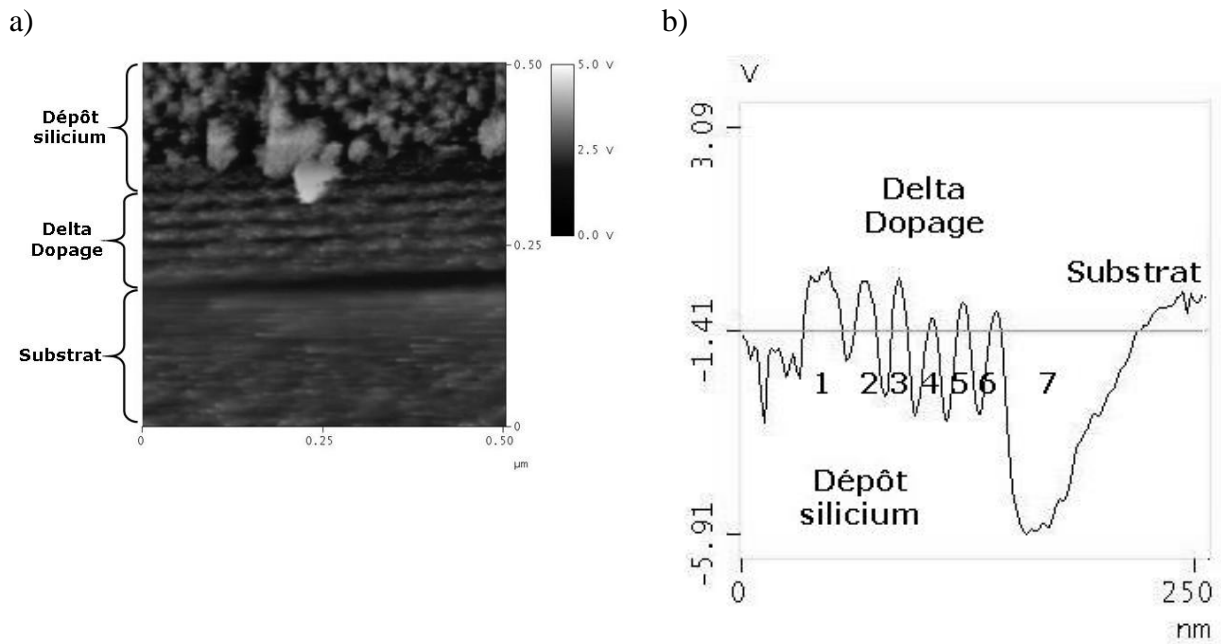 a)
Dépôt
silicium
Delta
Dopage
Substrat
0.50
0.25
0
5.0 V
2.5 V
0.0 V
0
0.25
0.50
µm
b)
V
3.09
-1.41
-5.91
Delta
Dopage
Substrat
1 2 3 4 5 6 7
Dépôt
silicium
0
250
nm